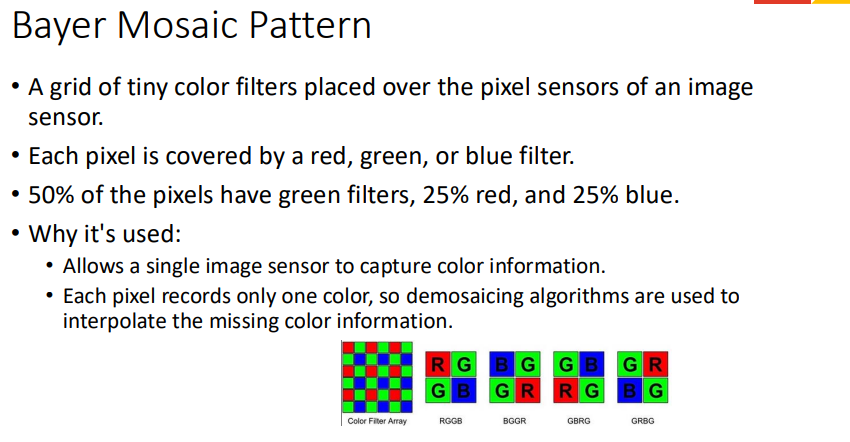 Bayer Mosaic Pattern
• A grid of tiny color filters placed over the pixel sensors of an image
sensor.
• Each pixel is covered by a red, green, or blue filter.
• 50% of the pixels have green filters, 25% red, and 25% blue.
• Why it's used:
• Allows a single image sensor to capture color information.
• Each pixel records only one color, so demosaicing algorithms are used to
interpolate the missing color information.
R G B G G B G R
G B G R R G B G
Color Filter Array RGGB BGGR GBRG GRBG